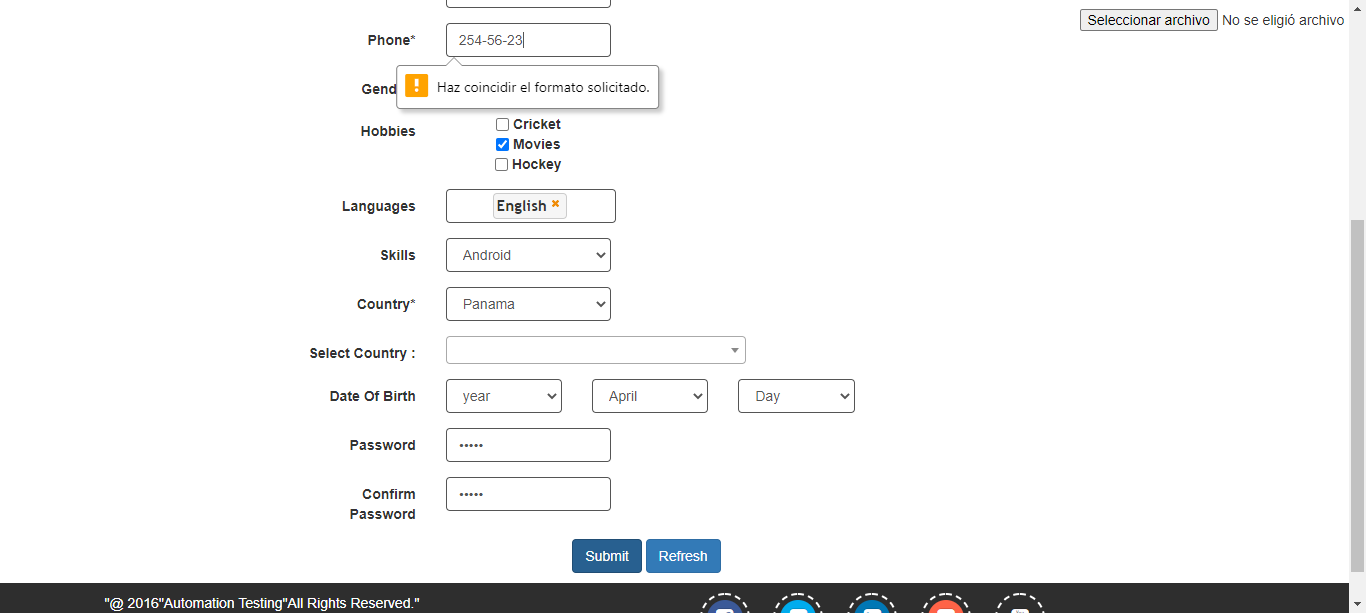 Seleccionar archivo No se eligió archivo
Phone* 254-56-23
Gend
Haz coincidir el formato solicitado.
Hobbies
Cricket
Movies
Hockey
Languages English
Skills Android
Country* Panama
Select Country :
Date Of Birth year April Day
Password •••••
Confirm Password •••••
Submit Refresh
"@ 2016"Automation Testing"All Rights Reserved."